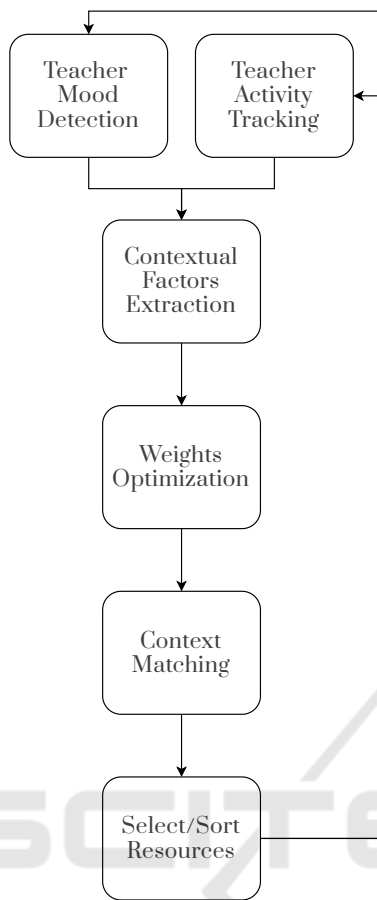 Teacher
Mood
Detection
Teacher
Activity
Tracking
Contextual
Factors
Extraction
Weights
Optimization
Context
Matching
Select/Sort
Resources